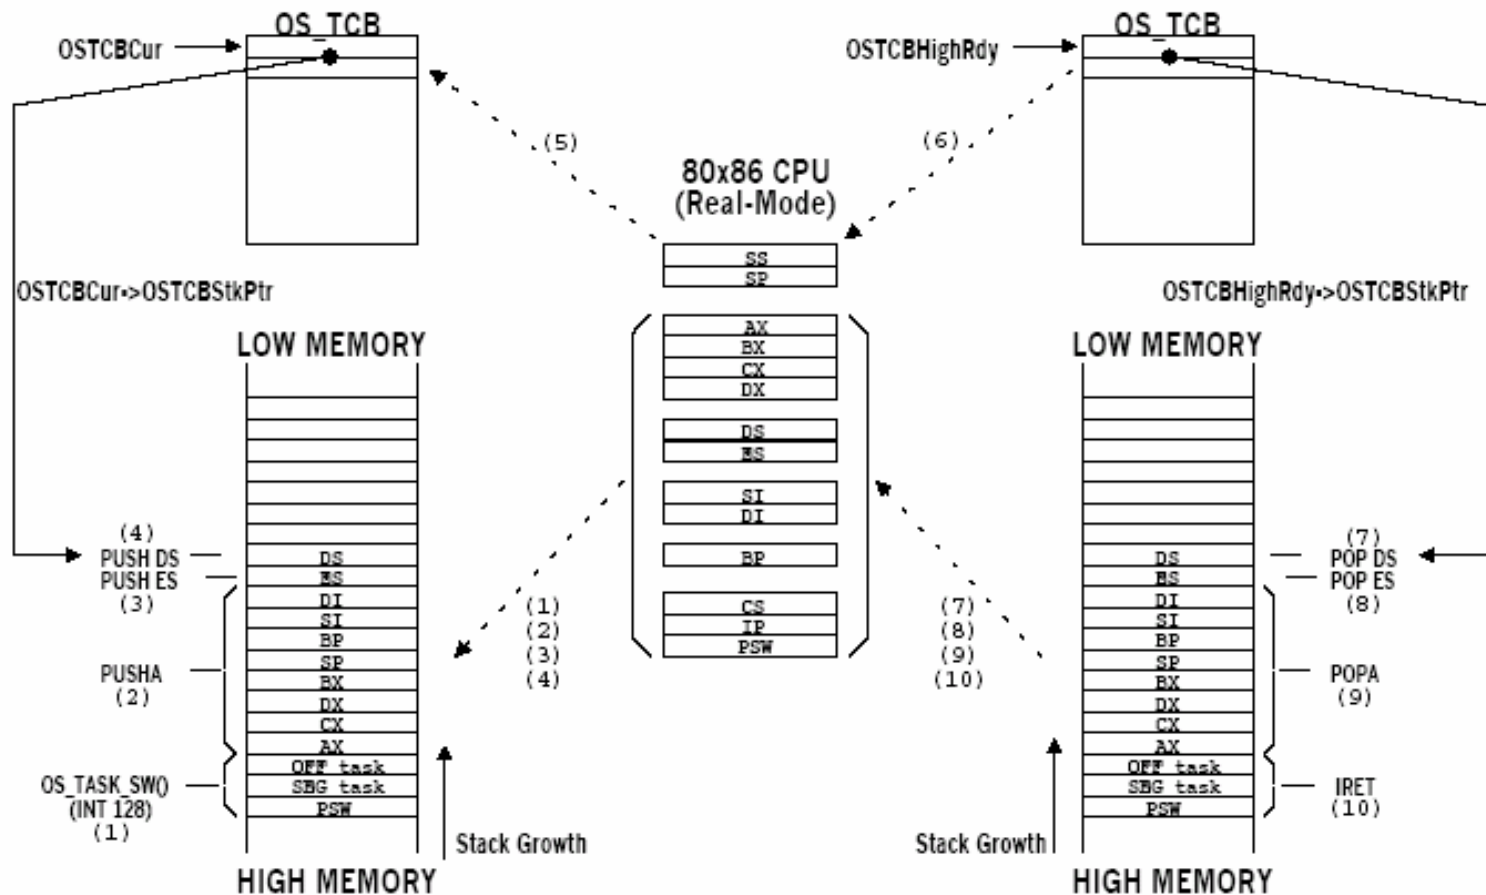 OS_TCB
OSTCBCur
(5)
OSTCBCur->OSTCBStkPtr
LOW MEMORY
(4)
PUSH DS
PUSH ES
(3)
PUSHA
(2)
OS_TASK_SW()
(INT 128)
(1)
DS
ES
DI
SI
BP
SP
BX
DX
CX
AX
OFF task
SEG task
PSW
HIGH MEMORY
Stack Growth
(1)
(2)
(3)
(4)
80x86 CPU
(Real-Mode)
SS
SP
AX
BX
CX
DX
DS
ES
SI
DI
BP
CS
IP
PSW
OS_TCB
OSTCBHighRdy
(6)
OSTCBHighRdy->OSTCBStkPtr
LOW MEMORY
(7)
(8)
(9)
(10)
DS
ES
DI
SI
BP
SP
BX
DX
CX
AX
OFF task
SEG task
PSW
(7)
POP DS
POP ES
(8)
POPA
(9)
IRET
(10)
Stack Growth
HIGH MEMORY